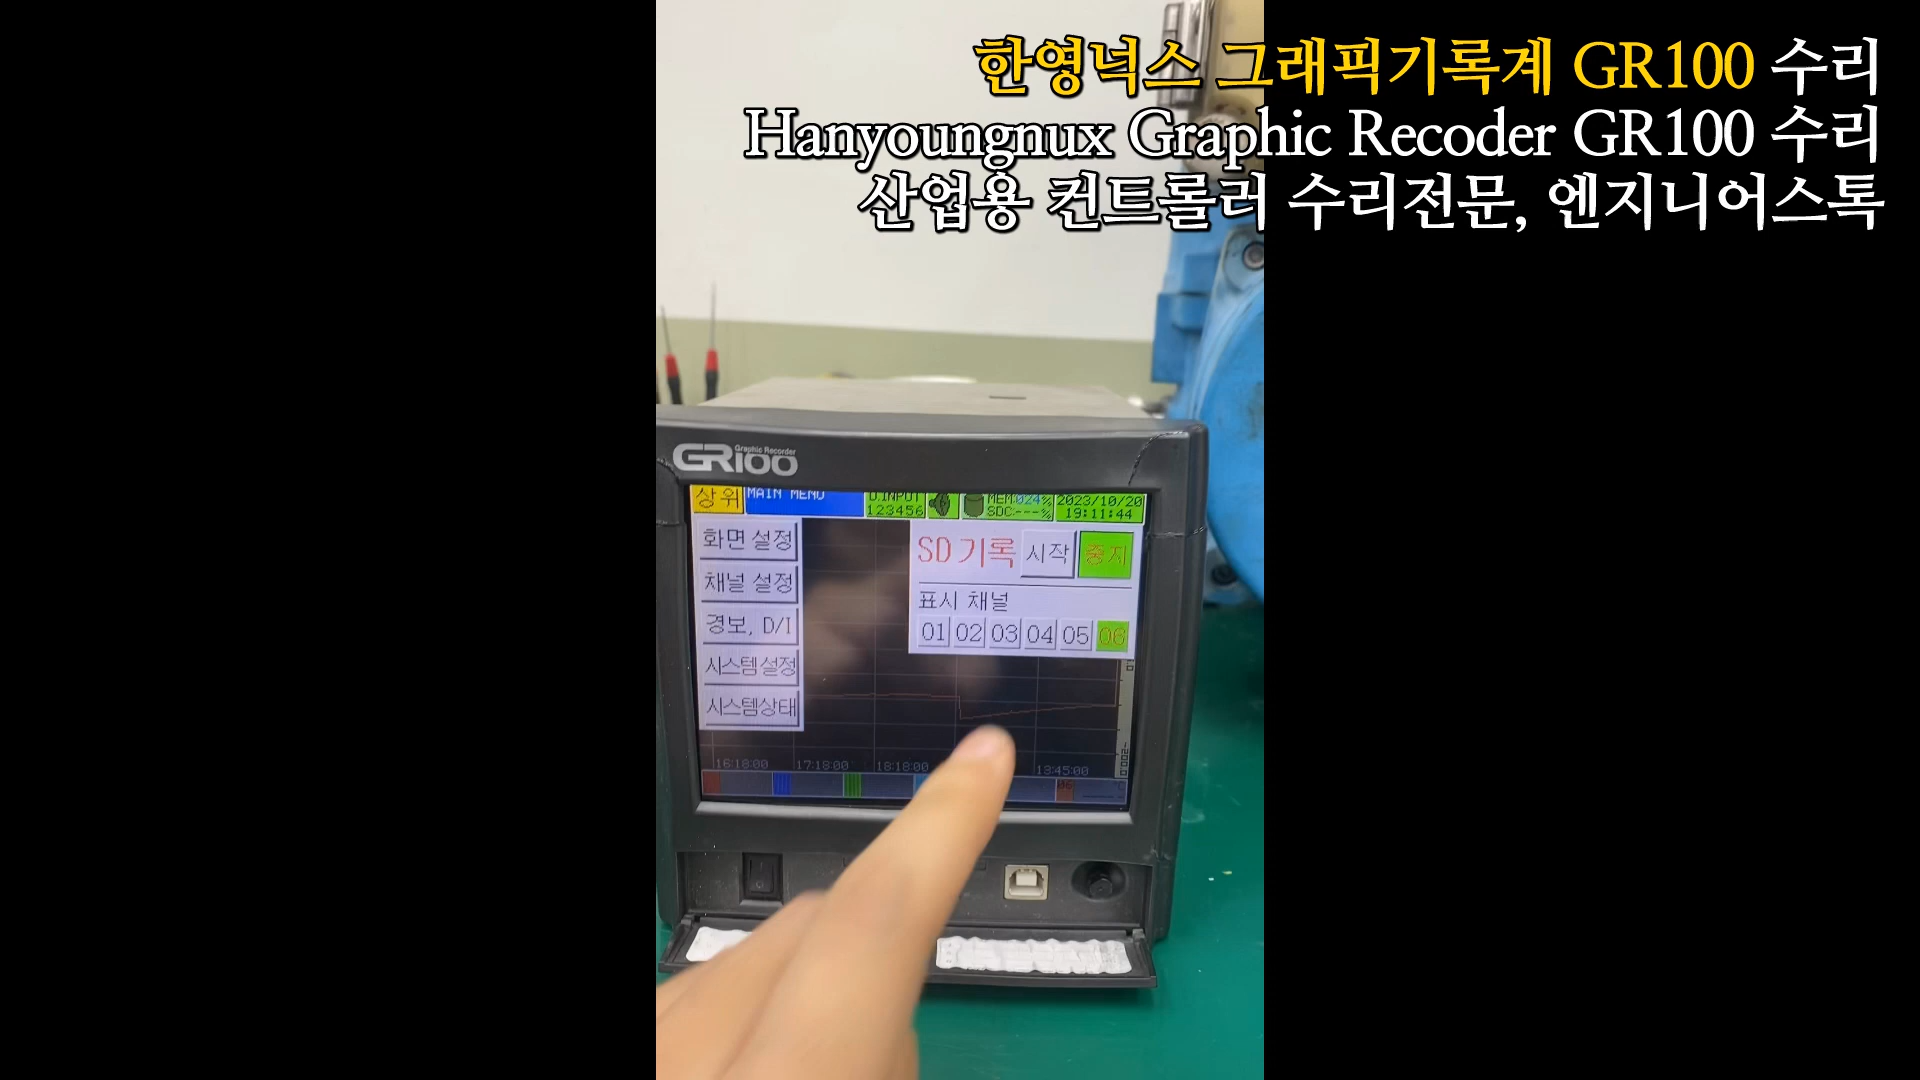 한영넉스 그래픽기록계 GR100 수리
Hanyoungnux Graphic Recoder GR100 수리
산업용 컨트롤러 수리전문, 엔지니어스톡
Graphic Recorder
GR100
상위 MAIN MENU D.INPUT 123456 MEM:024% SDC:---% 2023/10/20 19:11:44
화면 설정
채널 설정
경보, D/I
시스템설정
시스템상태
SD기록 시작 중지
표시 채널
01 02 03 04 05 06
16:18:00 17:18:00 18:18:00 13:45:00